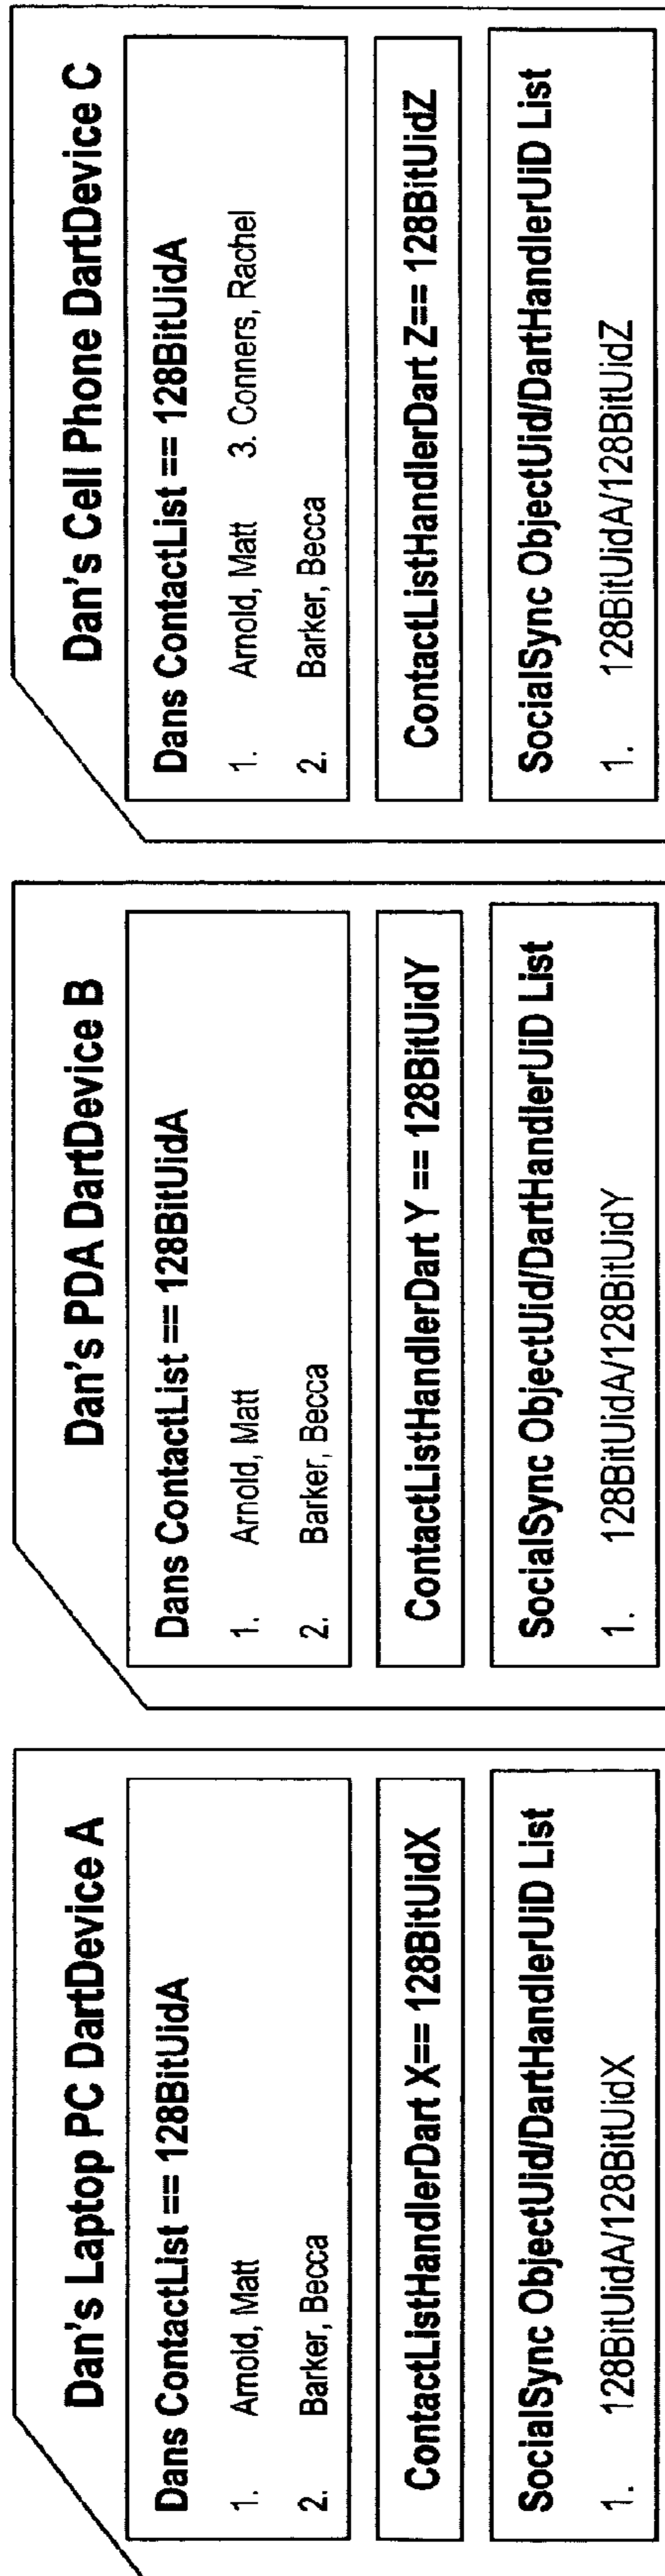 Dan's Laptop PC DartDevice A
Dans ContactList == 128BitUidA
1. Arnold, Matt
2. Barker, Becca
ContactListHandlerDart X== 128BitUidX
SocialSync ObjectUid/DartHandlerUiD List
1. 128BitUidA/128BitUidX
Dan's PDA DartDevice B
Dans ContactList == 128BitUidA
1. Arnold, Matt
2. Barker, Becca
ContactListHandlerDart Y == 128BitUidY
SocialSync ObjectUid/DartHandlerUiD List
1. 128BitUidA/128BitUidY
Dan's Cell Phone DartDevice C
Dans ContactList == 128BitUidA
1. Arnold, Matt 3. Conners, Rachel
2. Barker, Becca
ContactListHandlerDart Z== 128BitUidZ
SocialSync ObjectUid/DartHandlerUiD List
1. 128BitUidA/128BitUidZ